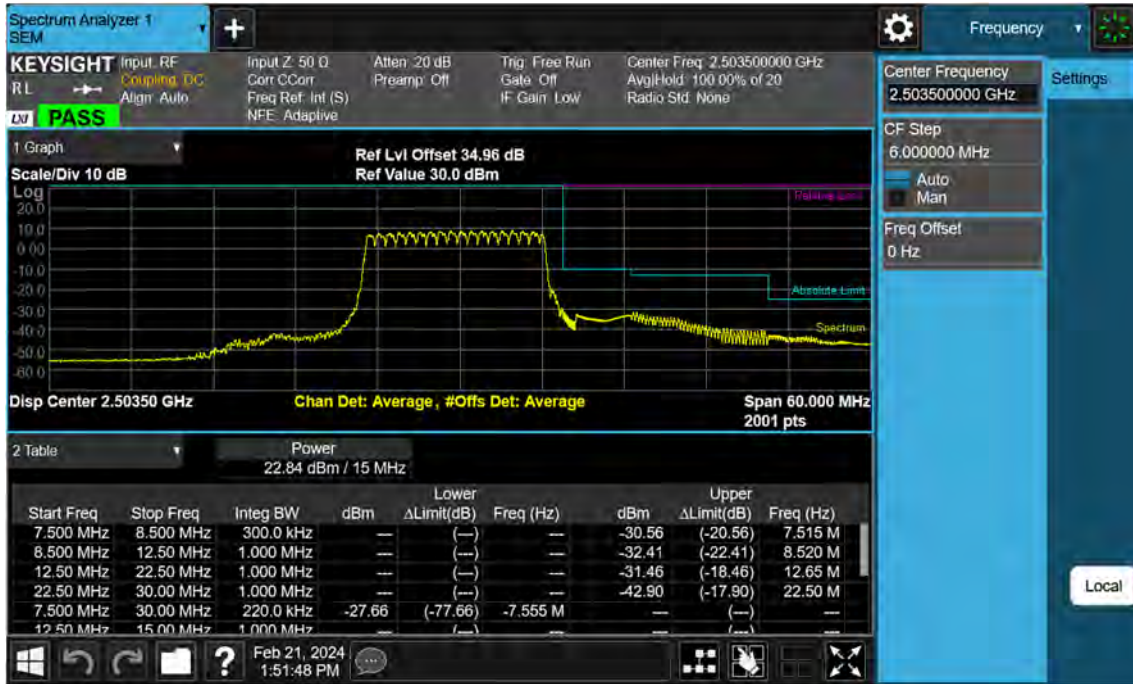 Spectrum Analyzer 1
SEM
Frequency
KEYSIGHT Input: RF Input Z: 50 Ω Atten: 20 dB Trig: Free Run Center Freq: 2.503500000 GHz
RL Coupling: DC Corr CCorr Preamp: Off Gate: Off Avg|Hold: 100.00% of 20
Align: Auto Freq Ref: Int (S) IF Gain: Low Radio Std: None
LXI PASS NFE: Adaptive
Center Frequency
2.503500000 GHz
Settings
CF Step
6.000000 MHz
Auto
Man
Freq Offset
0 Hz
1 Graph
Ref Lvl Offset 34.96 dB
Scale/Div 10 dB Ref Value 30.0 dBm
Log
Relative Limit
20.0
10.0
0.00
-10.0
-20.0
Absolute Limit
-30.0
-40.0
Spectrum
-50.0
-60.0
Disp Center 2.50350 GHz Chan Det: Average, #Offs Det: Average Span 60.000 MHz
2001 pts
2 Table Power
22.84 dBm / 15 MHz
Lower Upper
Start Freq Stop Freq Integ BW dBm ΔLimit(dB) Freq (Hz) dBm ΔLimit(dB) Freq (Hz)
7.500 MHz 8.500 MHz 300.0 kHz --- (---) --- -30.56 (-20.56) 7.515 M
8.500 MHz 12.50 MHz 1.000 MHz --- (---) --- -32.41 (-22.41) 8.520 M
12.50 MHz 22.50 MHz 1.000 MHz --- (---) --- -31.46 (-18.46) 12.65 M
22.50 MHz 30.00 MHz 1.000 MHz --- (---) --- -42.90 (-17.90) 22.50 M
7.500 MHz 30.00 MHz 220.0 kHz -27.66 (-77.66) -7.555 M --- (---) ---
12.50 MHz 15.00 MHz 1.000 MHz --- (---) --- --- (---) ---
Local
? Feb 21, 2024
1:51:48 PM